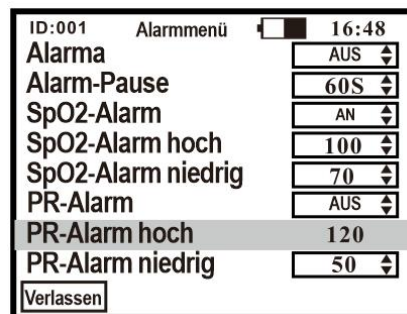 ID:001 Alarmmenü 16:48
Alarma AUS
Alarm-Pause 60S
SpO2-Alarm AN
SpO2-Alarm hoch 100
SpO2-Alarm niedrig 70
PR-Alarm AUS
PR-Alarm hoch 120
PR-Alarm niedrig 50
Verlassen